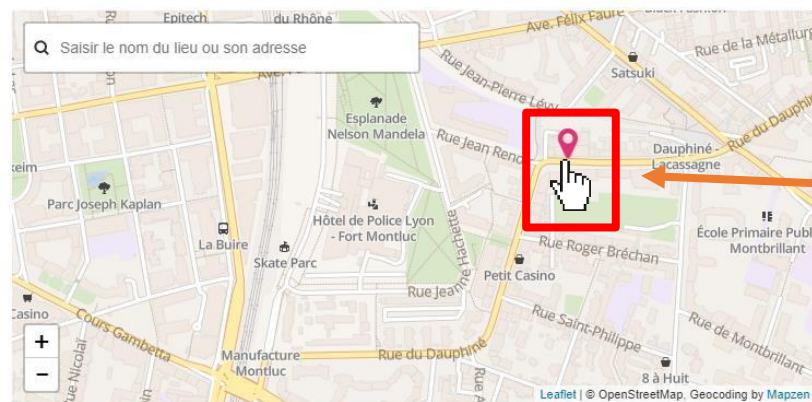 Epitech
du Rhône
Ave. Félix Faure
Saisir le nom du lieu ou son adresse
Rue de la Métallurg
Satsuki
Rue Jean-Pierre Lévy
Esplanade
Nelson Mandela
Rue Jean Reno
Rue du Dauphin
Dauphiné -
Lacassagne
Parc Joseph Kaplan
Hôtel de Police Lyon
- Fort Montluc
La Buire
École Primaire Publ
Montbrillant
Rue Roger Bréchan
Skate Parc
Petit Casino
Rue Jeanne Hachette
Rue Jeanne
Casino
Cours Gambetta
Rue Saint-Philippe
Rue de Montbrillant
+
Manufacture
Montluc
Rue du Dauphiné
-
8 à Huit
Leaflet | © OpenStreetMap, Geocoding by Mapzen